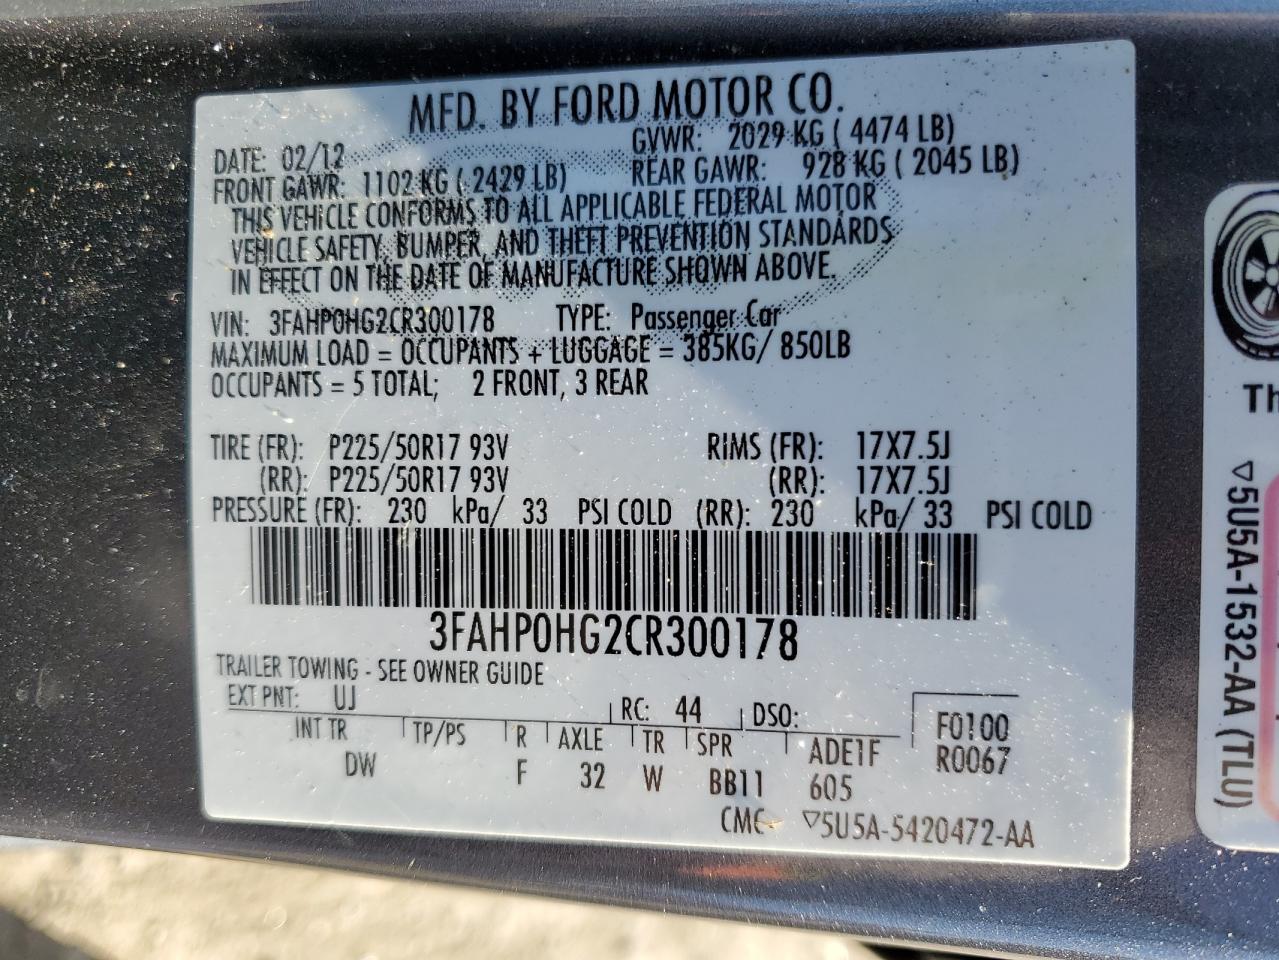 MFD. BY FORD MOTOR CO.
DATE: 02/12 GVWR: 2029 KG ( 4474 LB)
FRONT GAWR: 1102 KG ( 2429 LB) REAR GAWR: 928 KG ( 2045 LB)
THIS VEHICLE CONFORMS TO ALL APPLICABLE FEDERAL MOTOR
VEHICLE SAFETY, BUMPER, AND THEFT PREVENTION STANDARDS
IN EFFECT ON THE DATE OF MANUFACTURE SHOWN ABOVE.
VIN: 3FAHP0HG2CR300178 TYPE: Passenger Car
MAXIMUM LOAD = OCCUPANTS + LUGGAGE = 385KG/ 850LB
OCCUPANTS = 5 TOTAL; 2 FRONT, 3 REAR
TIRE (FR): P225/50R17 93V RIMS (FR): 17X7.5J
(RR): P225/50R17 93V (RR): 17X7.5J
PRESSURE (FR): 230 kPa/ 33 PSI COLD (RR): 230 kPa/ 33 PSI COLD
3FAHP0HG2CR300178
TRAILER TOWING - SEE OWNER GUIDE
EXT PNT: UJ RC: 44 DSO: F0100
INT TR TP/PS R AXLE TR SPR ADE1F R0067
DW F 32 W BB11 605
CMC ▽5U5A-5420472-AA
Th
▽5U5A-1532-AA (TLU)